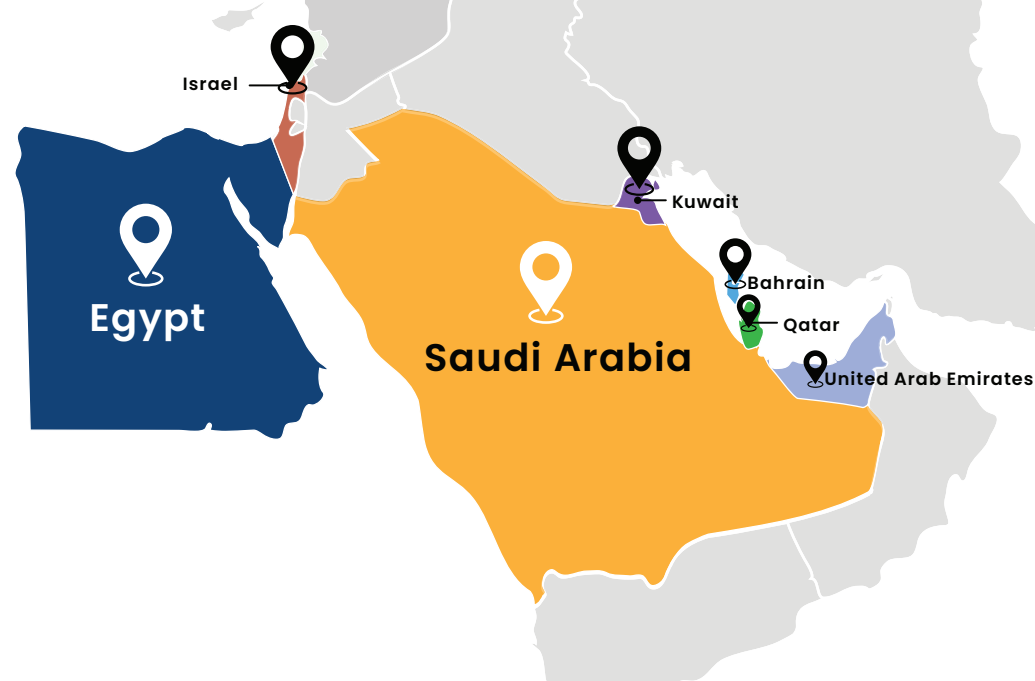 Israel
Kuwait
Egypt
Bahrain
Qatar
Saudi Arabia
United Arab Emirates